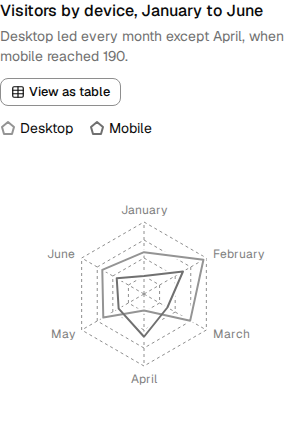 Visitors by device, January to June
Desktop led every month except April, when
mobile reached 190.
View as table
Desktop Mobile
January
June February
May March
April